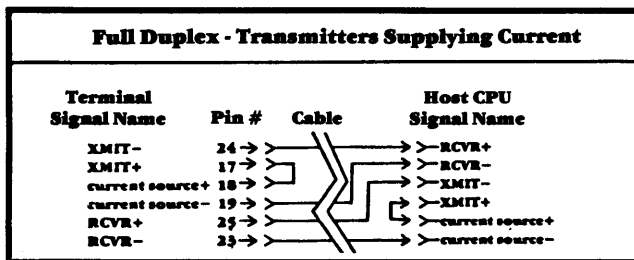 Full Duplex - Transmitters Supplying Current
Terminal Signal Name Pin # Cable Host CPU Signal Name
XMIT- 24 RCVR+
XMIT+ 17 RCVR-
current source+ 18 XMIT-
current source- 19 XMIT+
RCVR+ 25 current source+
RCVR- 23 current source-